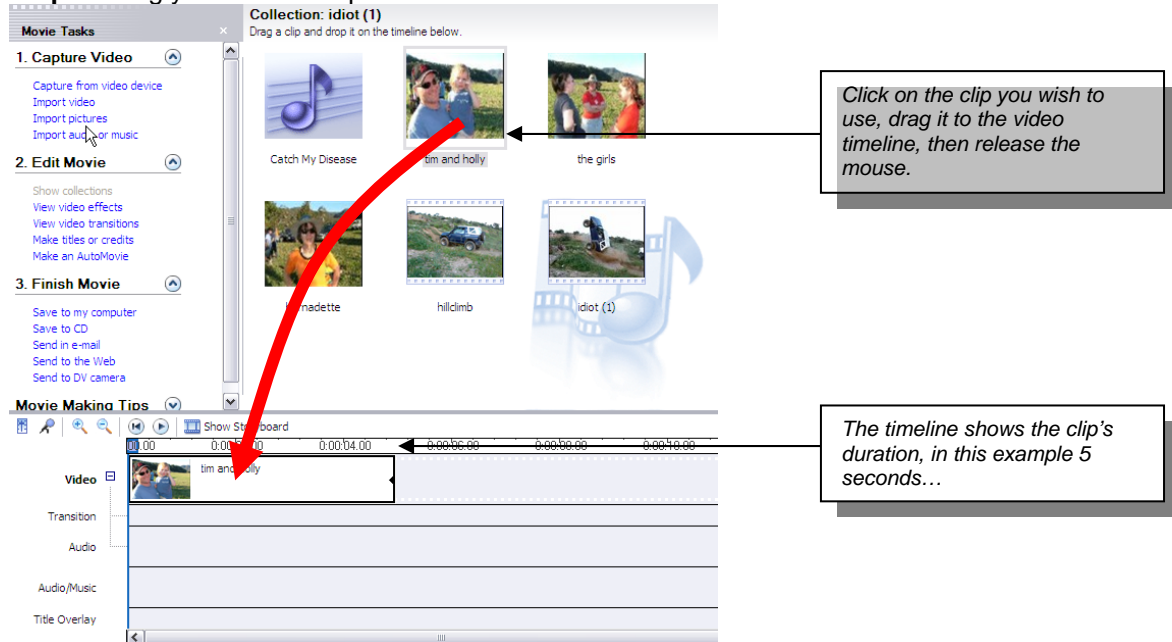 Collection: idiot (1)
Movie Tasks
Drag a clip and drop it on the timeline below.
1. Capture Video
Capture from video device
Import video
Import pictures
Import audio or music
2. Edit Movie
Show collections
View video effects
View video transitions
Make titles or credits
Make an AutoMovie
3. Finish Movie
Save to my computer
Save to CD
Send in e-mail
Send to the Web
Send to DV camera
Movie Making Tips
Catch My Disease
tim and holly
the girls
hillclimb
idiot (1)
Click on the clip you wish to
use, drag it to the video
timeline, then release the
mouse.
Show Storyboard
0:00:04.00 0:00:06.00 0:00:08.00 0:00:10.00
The timeline shows the clip's
duration, in this example 5
seconds…
Video
tim and holly
Transition
Audio
Audio/Music
Title Overlay